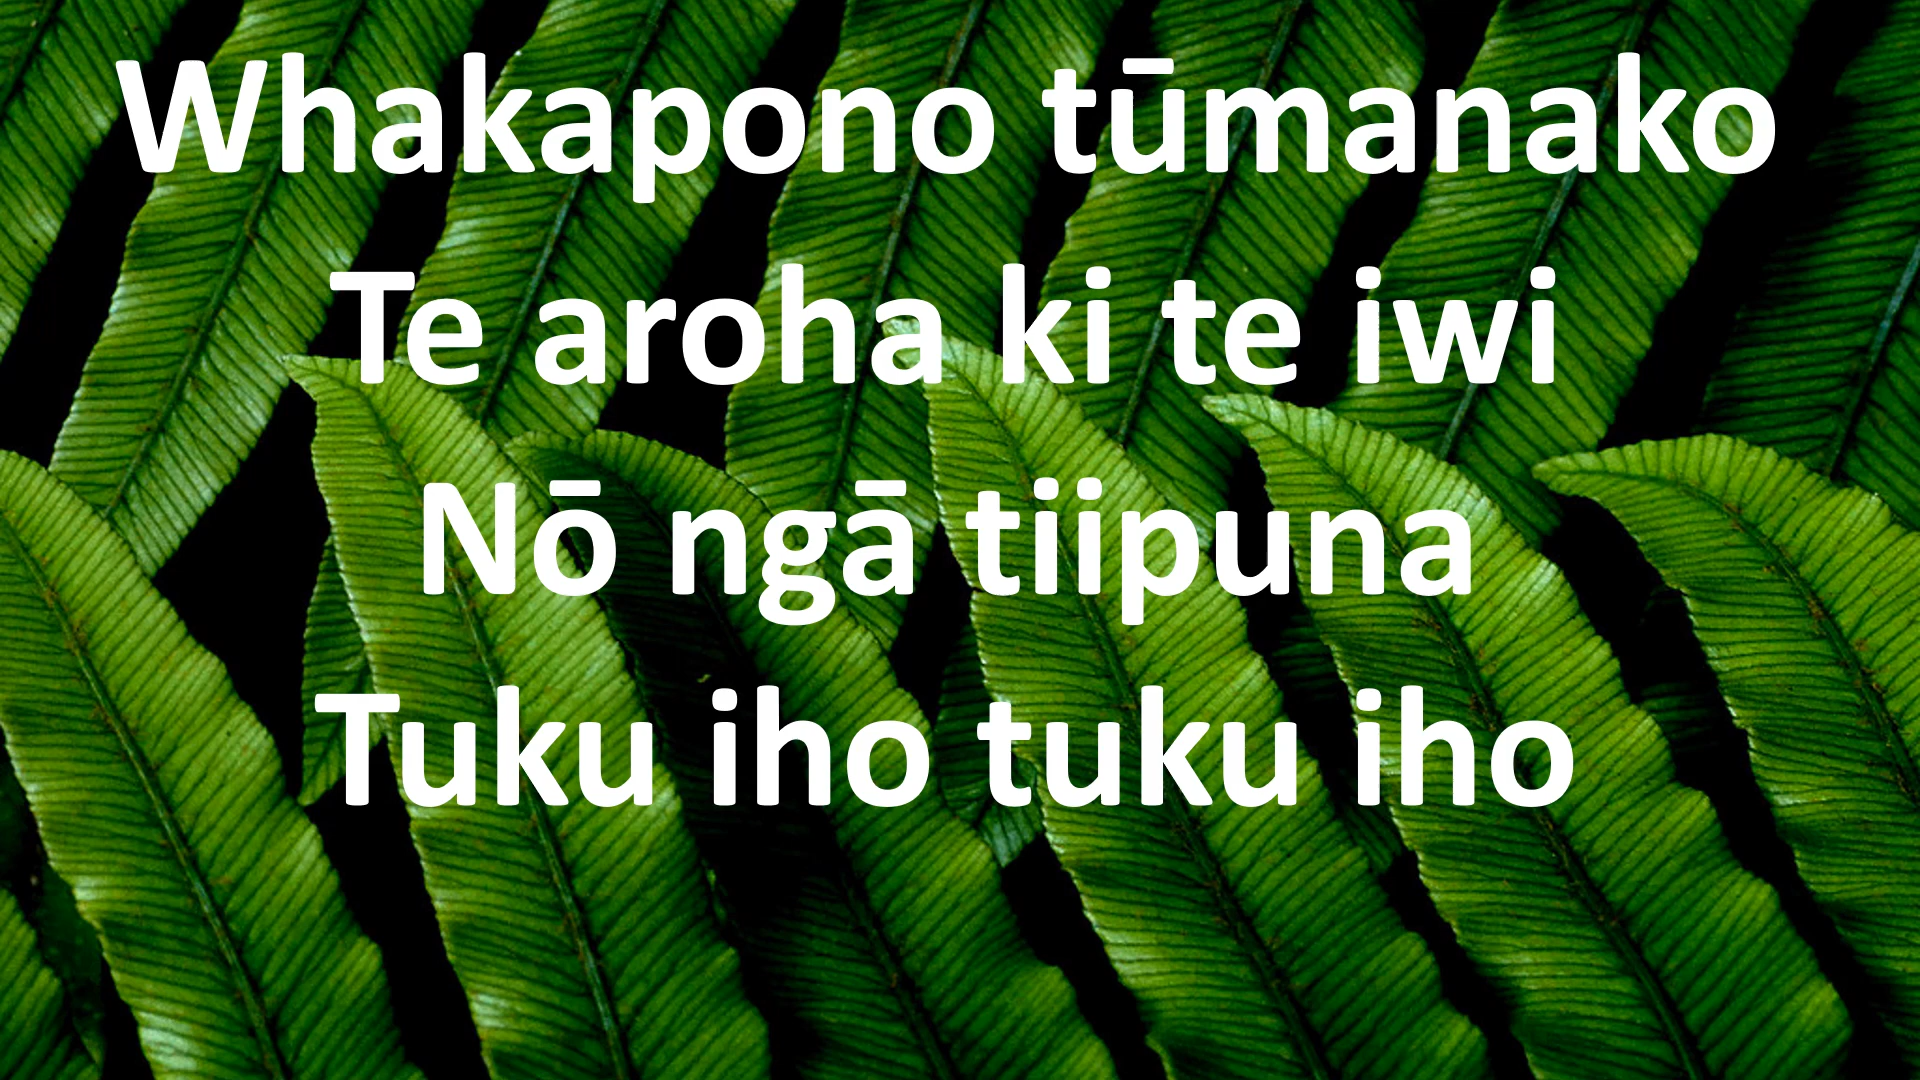 Whakapono tūmanako
Te aroha ki te iwi
Nō ngā tiipuna
Tuku iho tuku iho